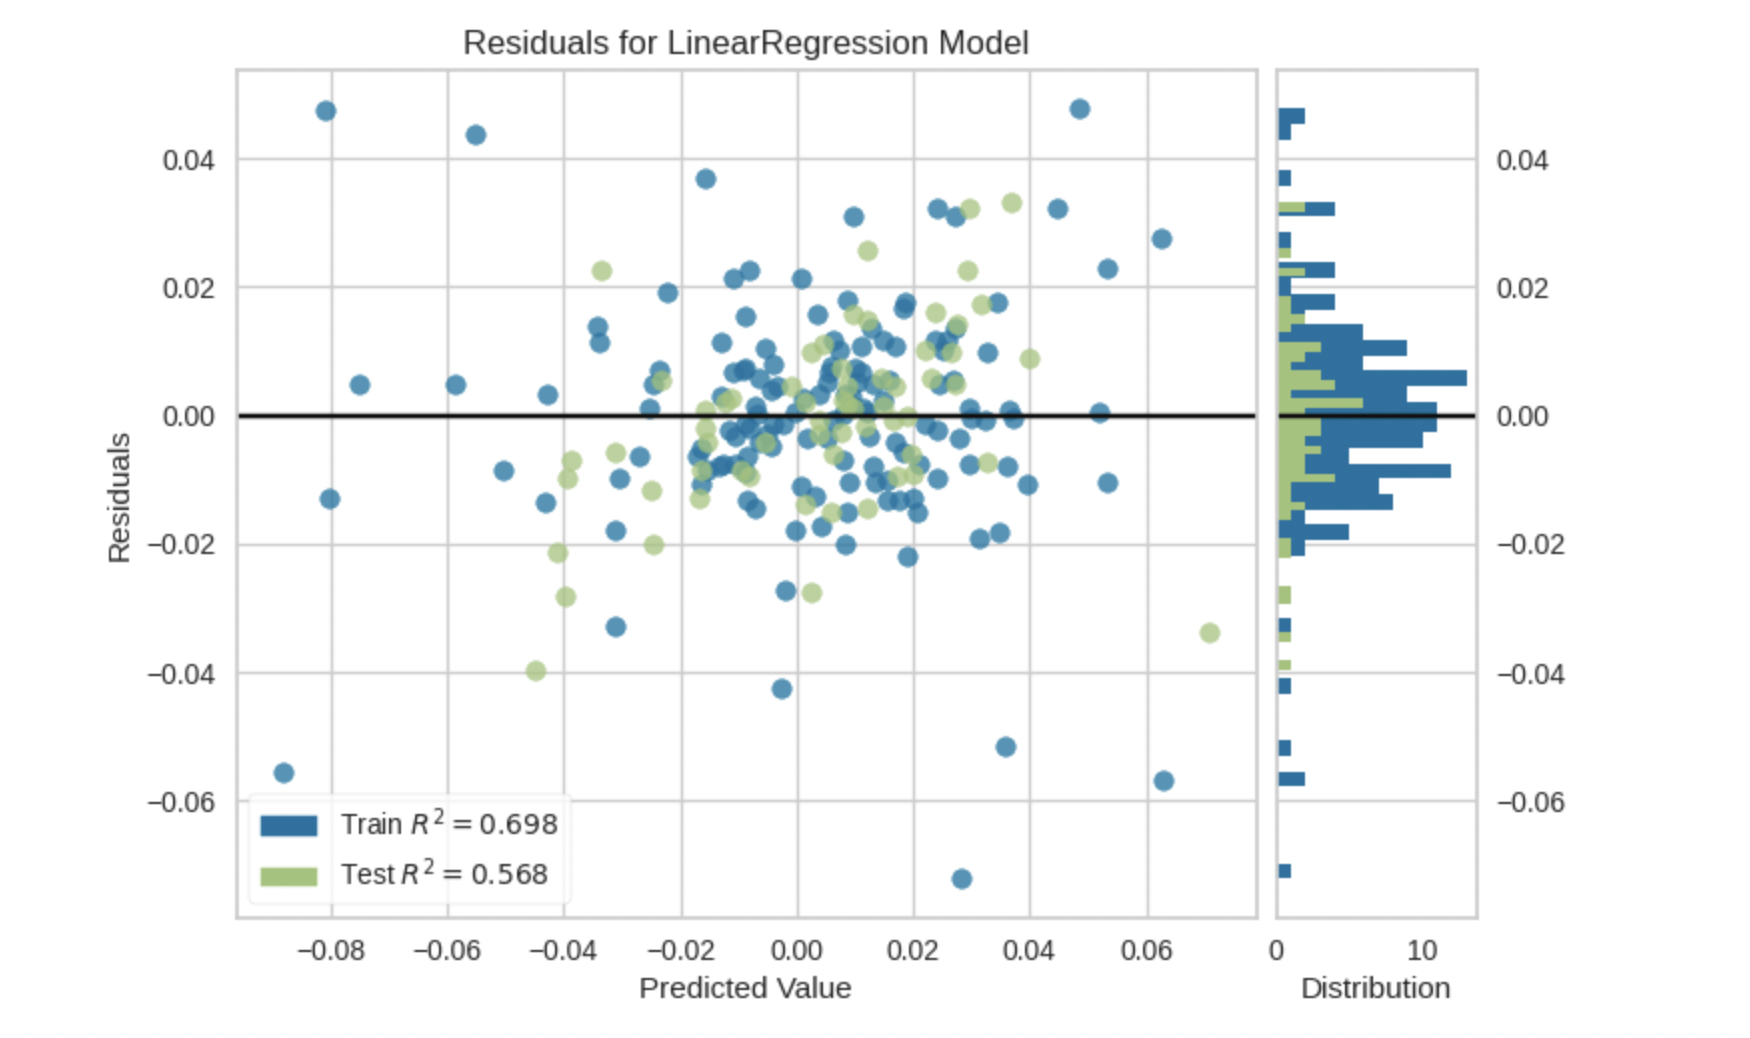 Residuals for LinearRegression Model
Residuals
0.04
0.02
0.00
−0.02
−0.04
−0.06
Train R² = 0.698
Test R² = 0.568
−0.08 −0.06 −0.04 −0.02 0.00 0.02 0.04 0.06
Predicted Value
0.04
0.02
0.00
−0.02
−0.04
−0.06
0 10
Distribution